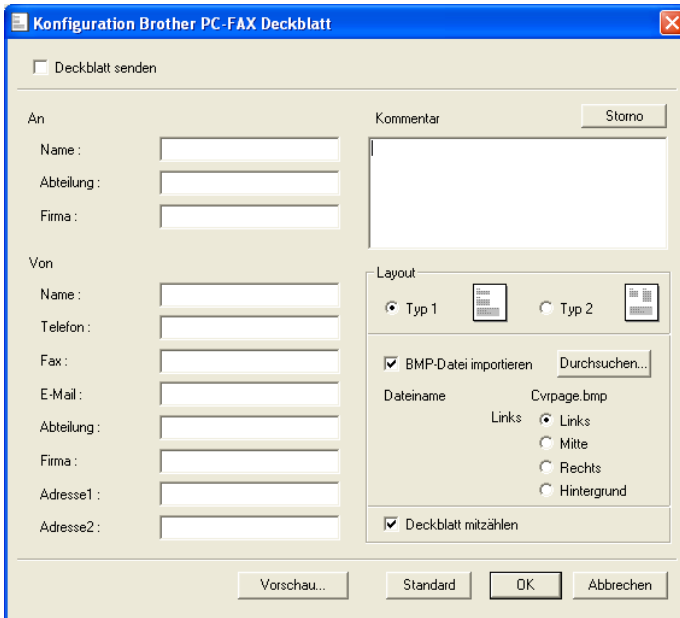 Konfiguration Brother PC-FAX Deckblatt
Deckblatt senden
An
Name :
Abteilung :
Firma :
Von
Name :
Telefon :
Fax :
E-Mail :
Abteilung :
Firma :
Adresse1 :
Adresse2 :
Kommentar
Storno
Layout
Typ 1
Typ 2
BMP-Datei importieren
Durchsuchen...
Dateiname Cvrpage.bmp
Links Links
Mitte
Rechts
Hintergrund
Deckblatt mitzählen
Vorschau... Standard OK Abbrechen